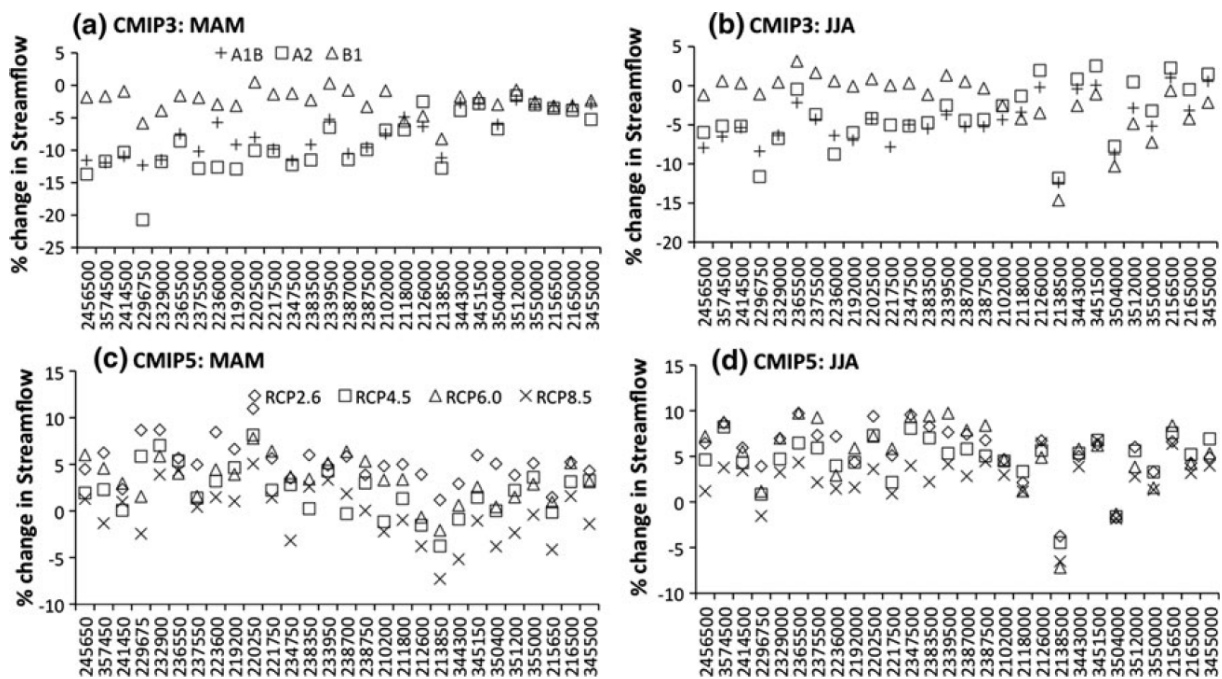 (a) CMIP3: MAM
+ A1B □ A2 △ B1
% change in Streamflow
5
0
-5
-10
-15
-20
-25
2456500 3574500 2414500 2296750 2329000 2365500 2375500 2236000 2192000 2202500 2217500 2347500 2383500 2339500 2387000 2387500 2102000 2118000 2126000 2138500 3443000 3451500 3504000 3512000 3550000 2156500 2165000 3455000
(b) CMIP3: JJA
% change in Streamflow
5
0
-5
-10
-15
-20
2456500 3574500 2414500 2296750 2329000 2365500 2375500 2236000 2192000 2202500 2217500 2347500 2383500 2339500 2387000 2387500 2102000 2118000 2126000 2138500 3443000 3451500 3504000 3512000 3550000 2156500 2165000 3455000
(c) CMIP5: MAM
◇ RCP2.6 □ RCP4.5 △ RCP6.0 × RCP8.5
% change in Streamflow
15
10
5
0
-5
-10
245650 357450 241450 229675 232900 236550 237550 223600 219200 220250 221750 234750 238350 233950 238700 238750 210200 211800 212600 213850 344300 345150 350400 351200 355000 215650 216500 345500
(d) CMIP5: JJA
% change in Streamflow
15
10
5
0
-5
-10
2456500 3574500 2414500 2296750 2329000 2365500 2375500 2236000 2192000 2202500 2217500 2347500 2383500 2339500 2387000 2387500 2102000 2118000 2126000 2138500 3443000 3451500 3504000 3512000 3550000 2156500 2165000 3455000